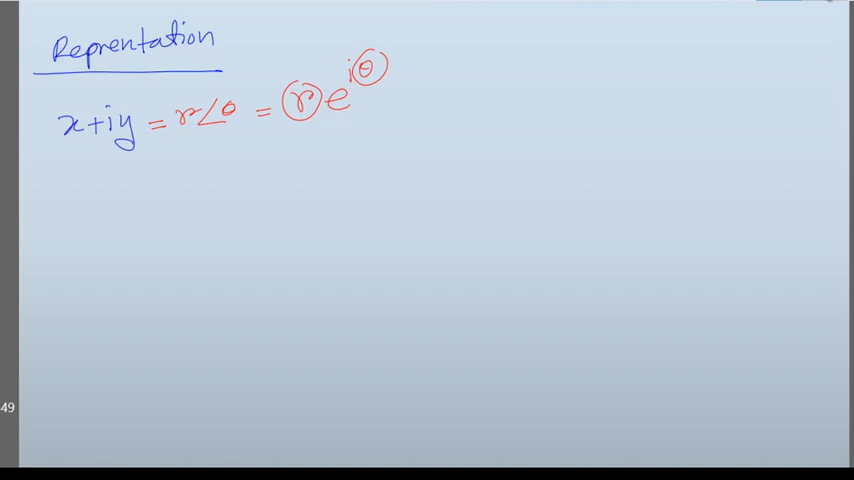 Reprentation
x+iy = r∠θ = re^{iθ}
49